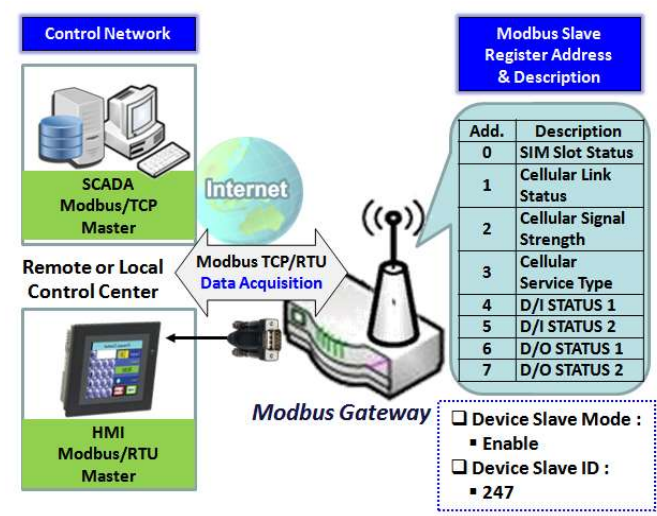 Control Network
SCADA
Modbus/TCP
Master
Remote or Local
Control Center
HMI
Modbus/RTU
Master
Internet
Modbus TCP/RTU
Data Acquisition
Modbus Gateway
Modbus Slave
Register Address
& Description
Add. Description
0 SIM Slot Status
1 Cellular Link
Status
2 Cellular Signal
Strength
3 Cellular
Service Type
4 D/I STATUS 1
5 D/I STATUS 2
6 D/O STATUS 1
7 D/O STATUS 2
❑ Device Slave Mode :
▪ Enable
❑ Device Slave ID :
▪ 247